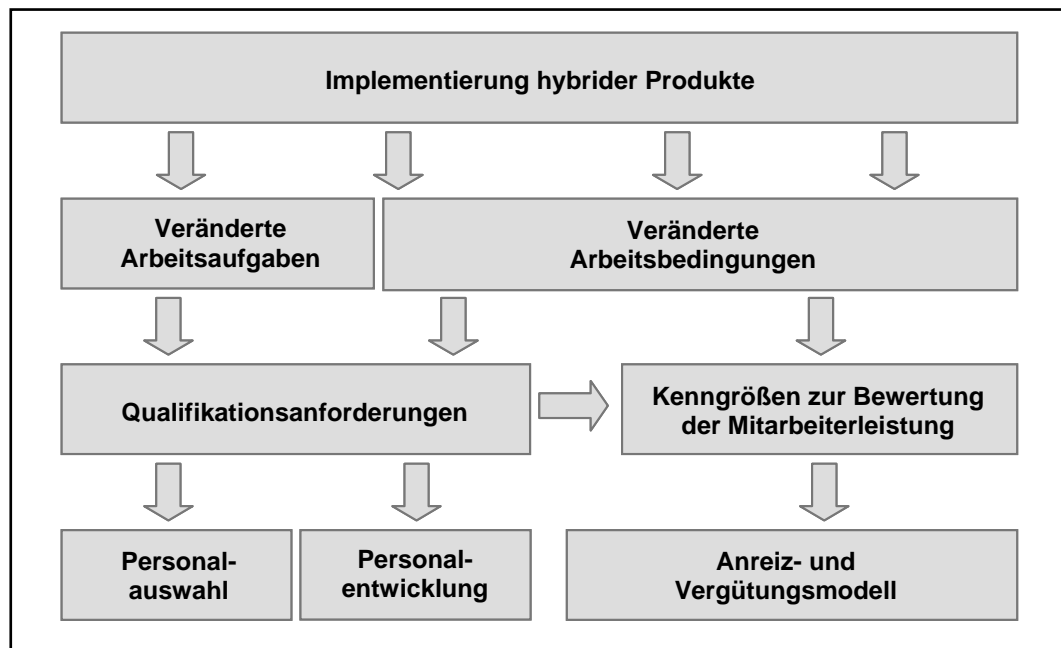 Implementierung hybrider Produkte
Veränderte
Arbeitsaufgaben
Veränderte
Arbeitsbedingungen
Qualifikationsanforderungen
Kenngrößen zur Bewertung
der Mitarbeiterleistung
Personal-
auswahl
Personal-
entwicklung
Anreiz- und
Vergütungsmodell